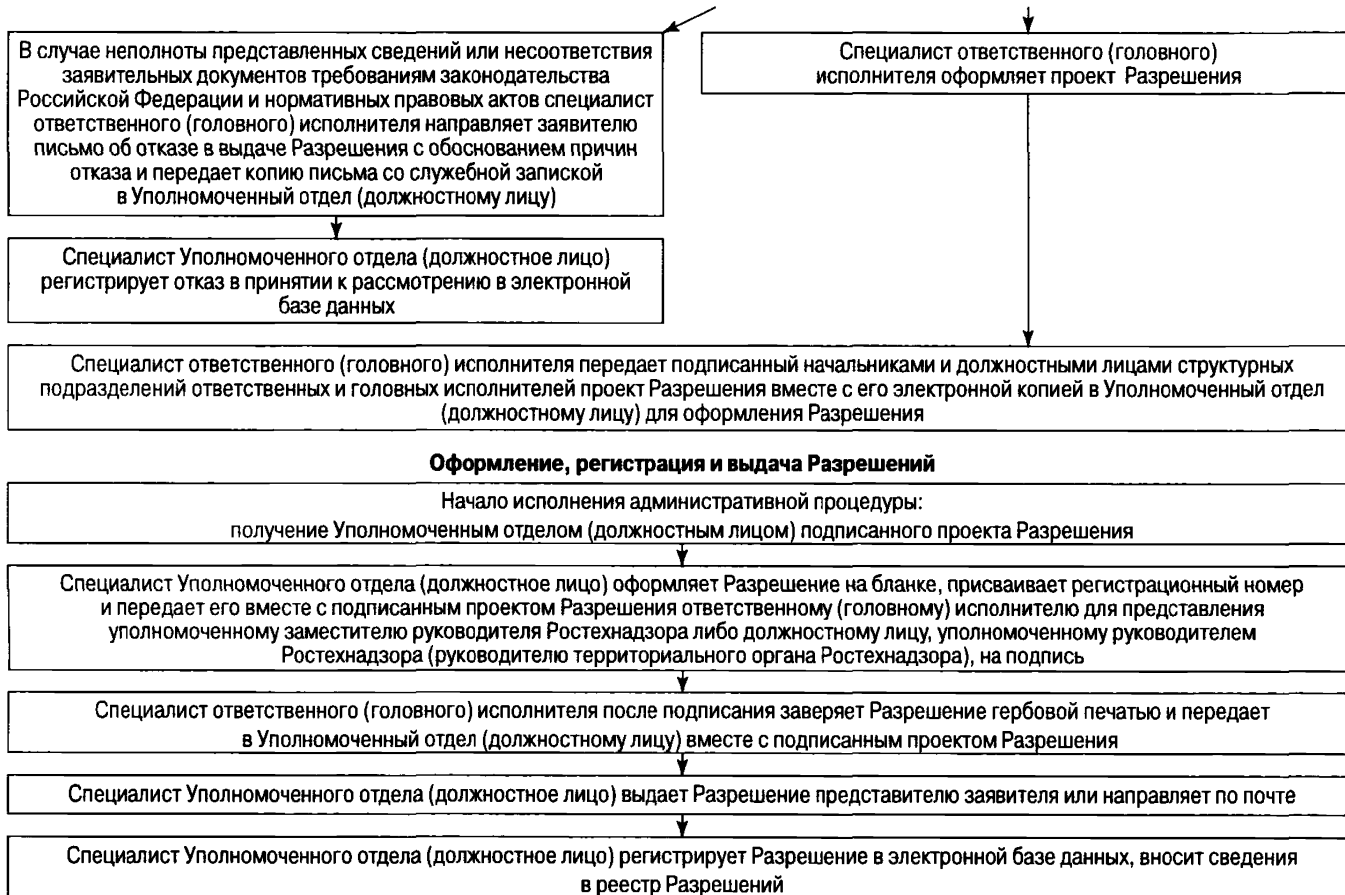 В случае неполноты представленных сведений или несоответствия
заявительных документов требованиям законодательства
Российской Федерации и нормативных правовых актов специалист
ответственного (головного) исполнителя направляет заявителю
письмо об отказе в выдаче Разрешения с обоснованием причин
отказа и передает копию письма со служебной запиской
в Уполномоченный отдел (должностному лицу)
Специалист ответственного (головного)
исполнителя оформляет проект Разрешения
Специалист Уполномоченного отдела (должностное лицо)
регистрирует отказ в принятии к рассмотрению в электронной
базе данных
Специалист ответственного (головного) исполнителя передает подписанный начальниками и должностными лицами структурных
подразделений ответственных и головных исполнителей проект Разрешения вместе с его электронной копией в Уполномоченный отдел
(должностному лицу) для оформления Разрешения
Оформление, регистрация и выдача Разрешений
Начало исполнения административной процедуры:
получение Уполномоченным отделом (должностным лицом) подписанного проекта Разрешения
Специалист Уполномоченного отдела (должностное лицо) оформляет Разрешение на бланке, присваивает регистрационный номер
и передает его вместе с подписанным проектом Разрешения ответственному (головному) исполнителю для представления
уполномоченному заместителю руководителя Ростехнадзора либо должностному лицу, уполномоченному руководителем
Ростехнадзора (руководителю территориального органа Ростехнадзора), на подпись
Специалист ответственного (головного) исполнителя после подписания заверяет Разрешение гербовой печатью и передает
в Уполномоченный отдел (должностному лицу) вместе с подписанным проектом Разрешения
Специалист Уполномоченного отдела (должностное лицо) выдает Разрешение представителю заявителя или направляет по почте
Специалист Уполномоченного отдела (должностное лицо) регистрирует Разрешение в электронной базе данных, вносит сведения
в реестр Разрешений